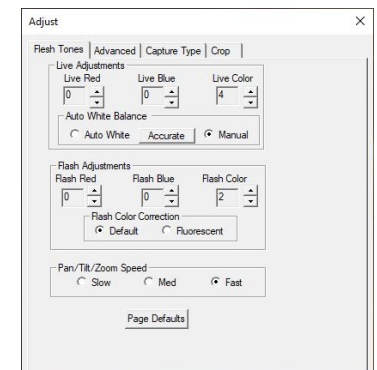 Adjust
Flesh Tones Advanced Capture Type Crop
Live Adjustments
Live Red Live Blue Live Color
0 0 4
Auto White Balance
Auto White Accurate Manual
Flash Adjustments
Flash Red Flash Blue Flash Color
0 0 2
Flash Color Correction
Default Fluorescent
Pan/Tilt/Zoom Speed
Slow Med Fast
Page Defaults